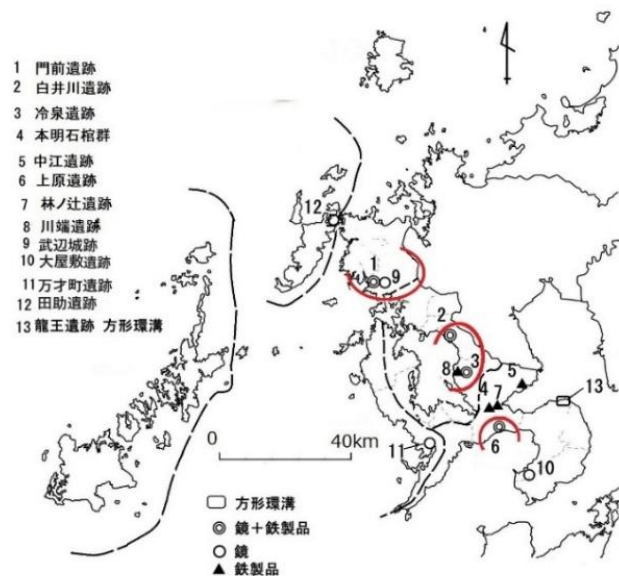 1 門前遺跡
2 白井川遺跡
3 冷泉遺跡
4 本明石棺群
5 中江遺跡
6 上原遺跡
7 林ノ辻遺跡
8 川端遺跡
9 武辺城跡
10 大屋敷遺跡
11 万才町遺跡
12 田助遺跡
13 龍王遺跡 方形環溝
12
1
9
2
8
3
5
4
7
13
6
11
10
0
40km
方形環溝
鏡+鉄製品
鏡
鉄製品